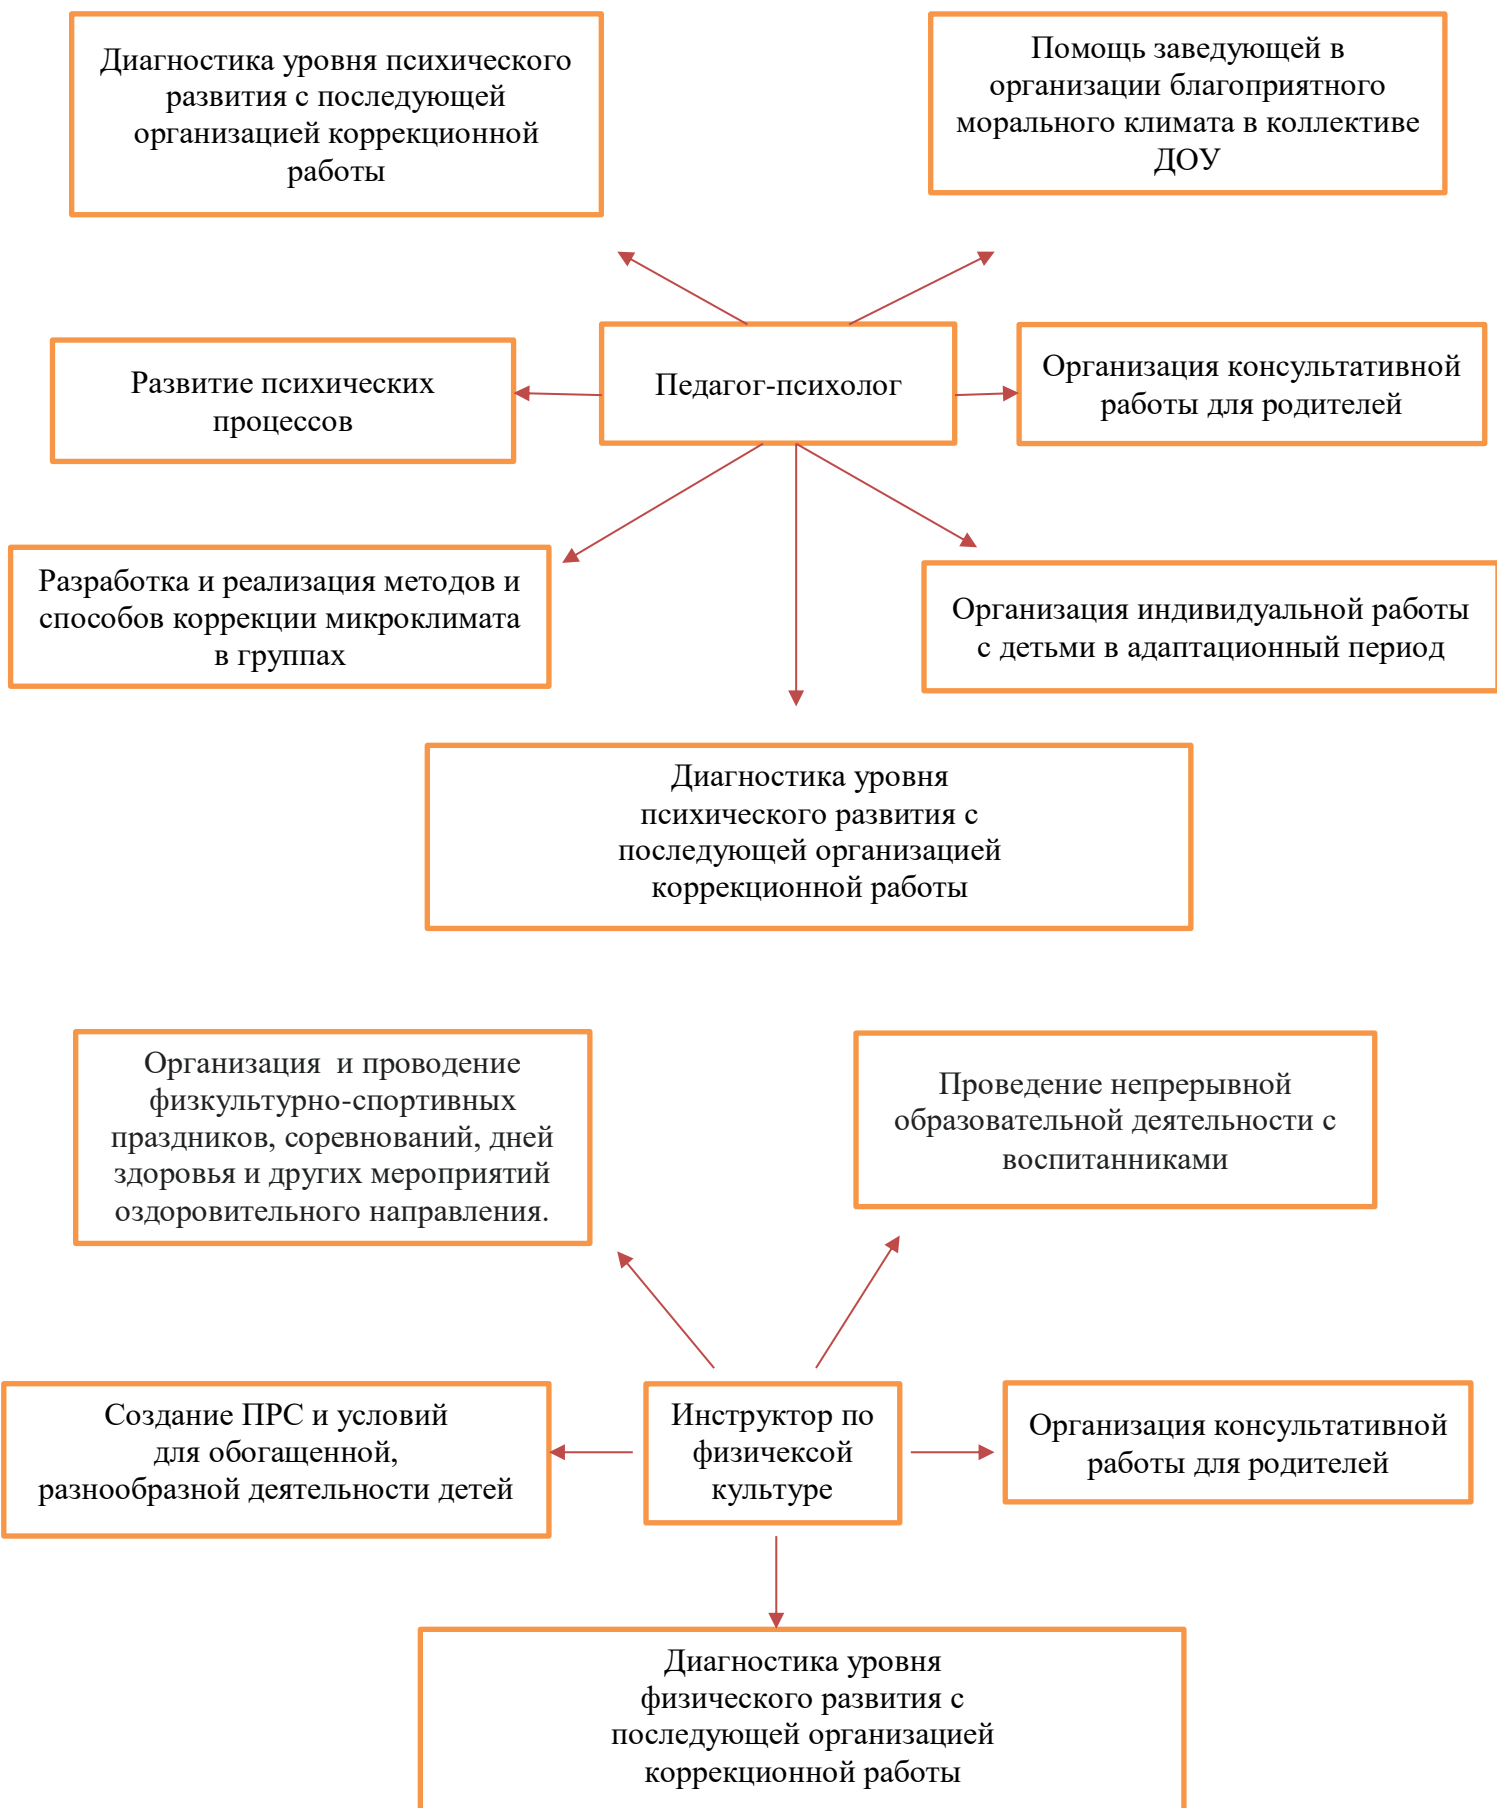 Диагностика уровня психического
развития с последующей
организацией коррекционной
работы
Помощь заведующей в
организации благоприятного
морального климата в коллективе
ДОУ
Развитие психических
процессов
Педагог-психолог
Организация консультативной
работы для родителей
Разработка и реализация методов и
способов коррекции микроклимата
в группах
Организация индивидуальной работы
с детьми в адаптационный период
Диагностика уровня
психического развития с
последующей организацией
коррекционной работы
Организация  и проводение
физкультурно-спортивных
праздников, соревнований, дней
здоровья и других мероприятий
оздоровительного направления.
Проведение непрерывной
образовательной деятельности с
воспитанниками
Создание ПРС и условий
для обогащенной,
разнообразной деятельности детей
Инструктор по
физичексой
культуре
Организация консультативной
работы для родителей
Диагностика уровня
физического развития с
последующей организацией
коррекционной работы